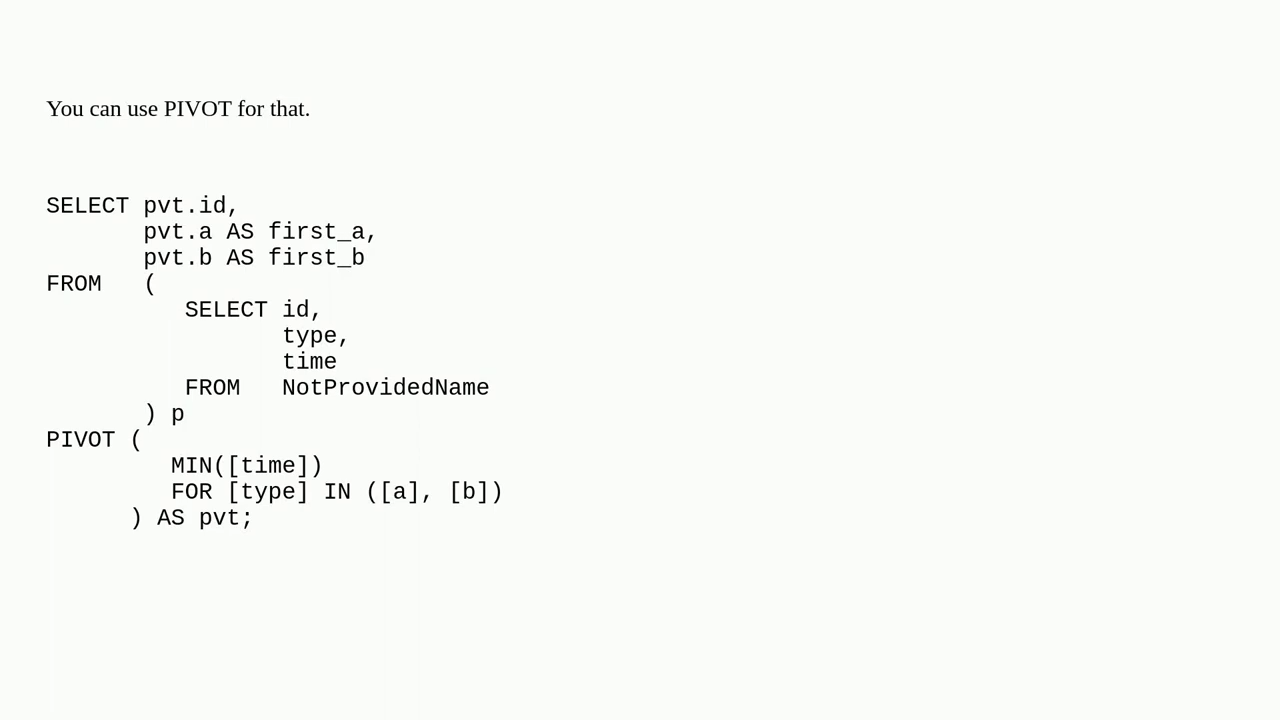 You can use PIVOT for that.
SELECT pvt.id,
       pvt.a AS first_a,
       pvt.b AS first_b
FROM   (
          SELECT id,
                 type,
                 time
          FROM   NotProvidedName
       ) p
PIVOT (
         MIN([time])
         FOR [type] IN ([a], [b])
      ) AS pvt;